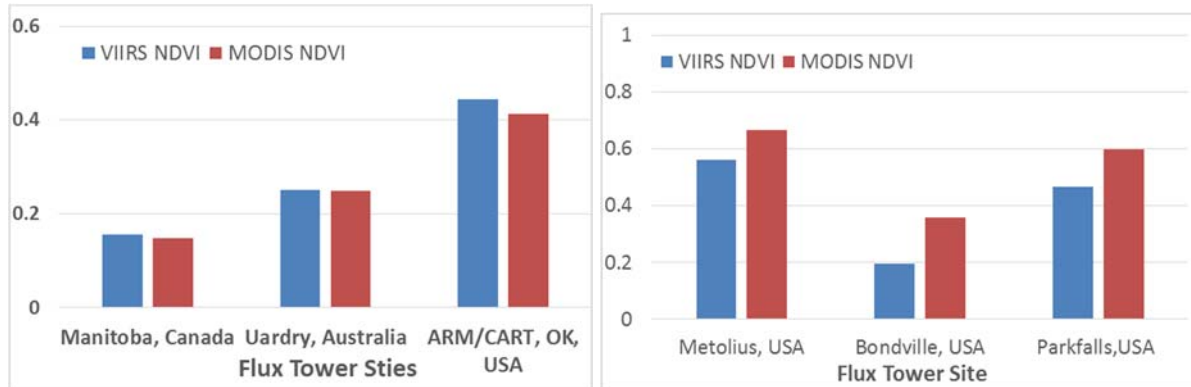 0.6
VIIRS NDVI MODIS NDVI
0.4
0.2
0
Manitoba, Canada Uardry, Australia ARM/CART, OK,
USA
Flux Tower Sties
1
VIIRS NDVI MODIS NDVI
0.8
0.6
0.4
0.2
0
Metolius, USA Bondville, USA Parkfalls,USA
Flux Tower Site